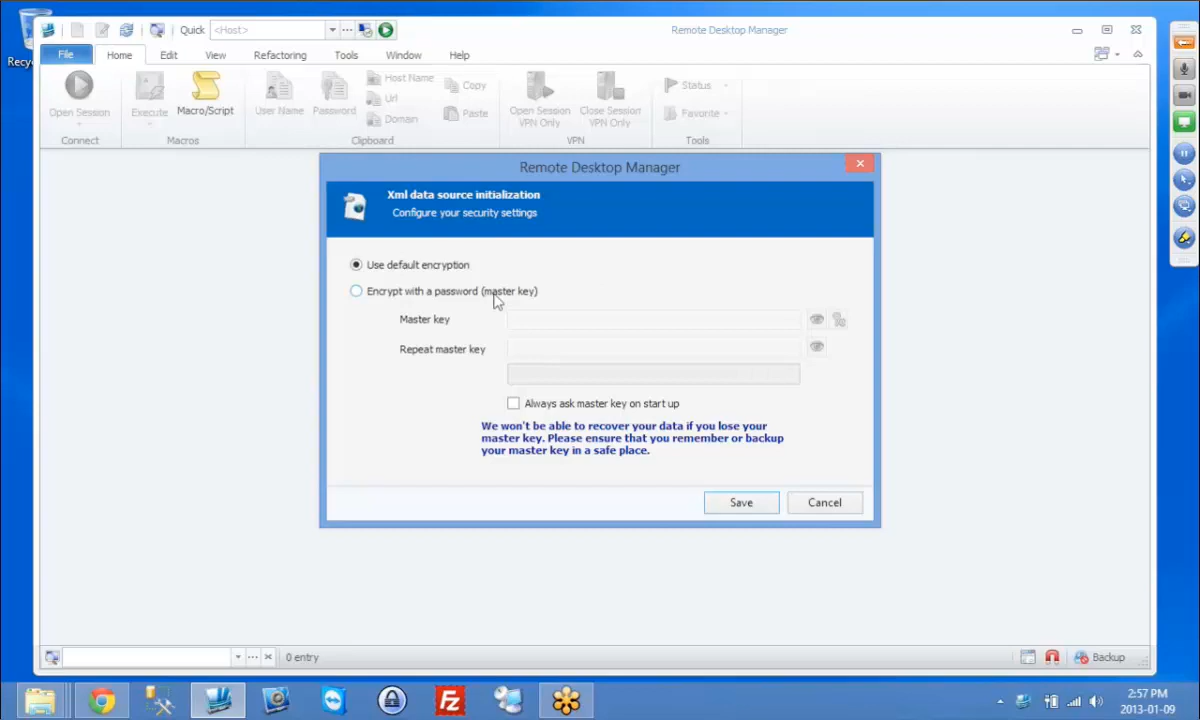 Recyc
Quick
<Host>
Remote Desktop Manager
File
Home
Edit
View
Refactoring
Tools
Window
Help
Open Session
Execute
Macro/Script
User Name
Password
Host Name
Url
Domain
Copy
Paste
Open Session
VPN Only
Close Session
VPN Only
Status
Favorite
Connect
Macros
Clipboard
VPN
Tools
Remote Desktop Manager
Xml data source initialization
Configure your security settings
Use default encryption
Encrypt with a password (master key)
Master key
Repeat master key
Always ask master key on start up
We won't be able to recover your data if you lose your
master key. Please ensure that you remember or backup
your master key in a safe place.
Save
Cancel
0 entry
Backup
Fz
2:57 PM
2013-01-09